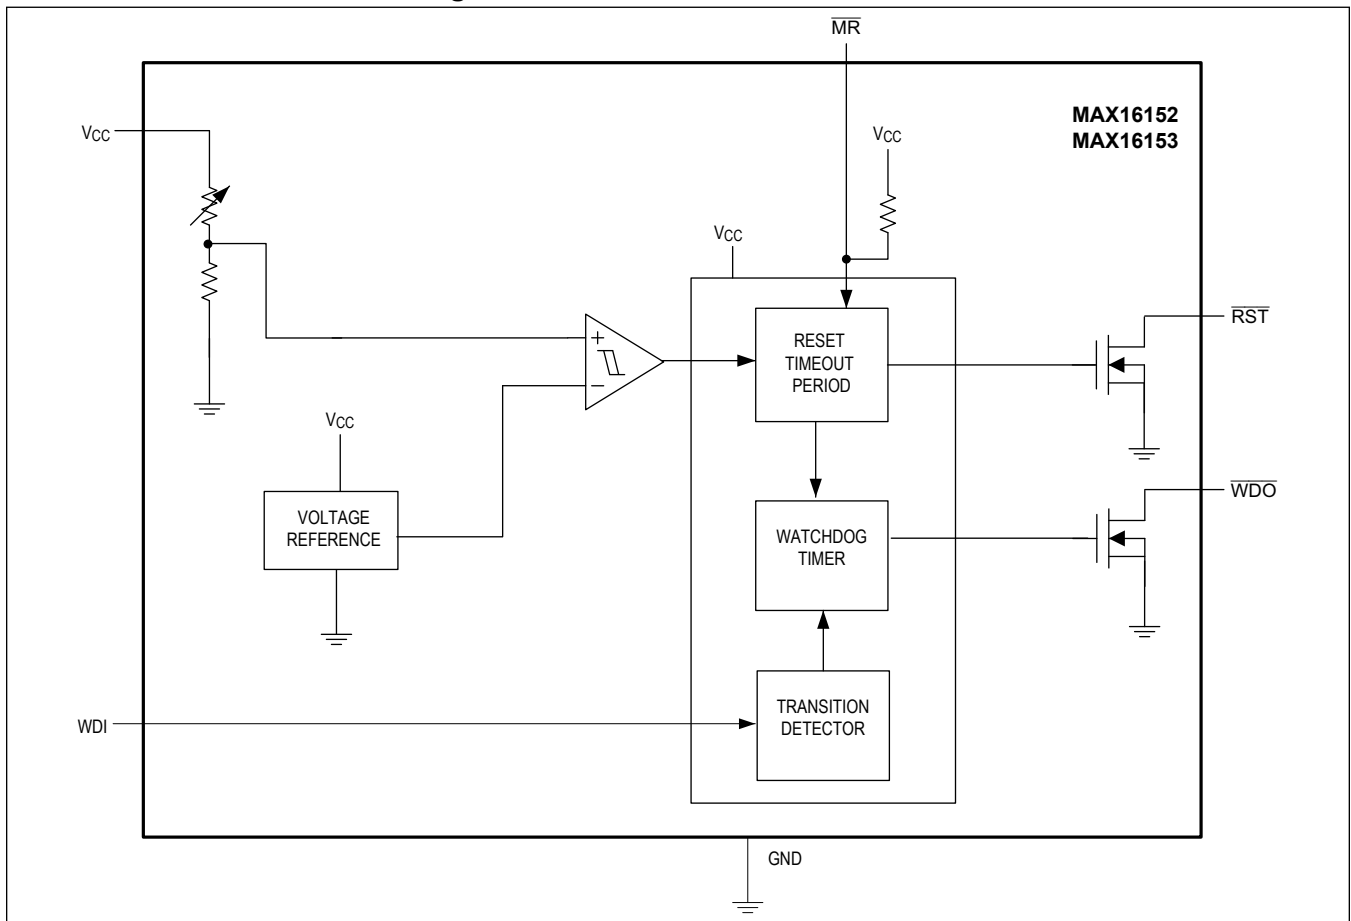 MR
MAX16152
MAX16153
VCC
VCC
VCC
RST
+
RESET
TIMEOUT
PERIOD
−
VCC
WDO
VOLTAGE
REFERENCE
WATCHDOG
TIMER
TRANSITION
DETECTOR
WDI
GND